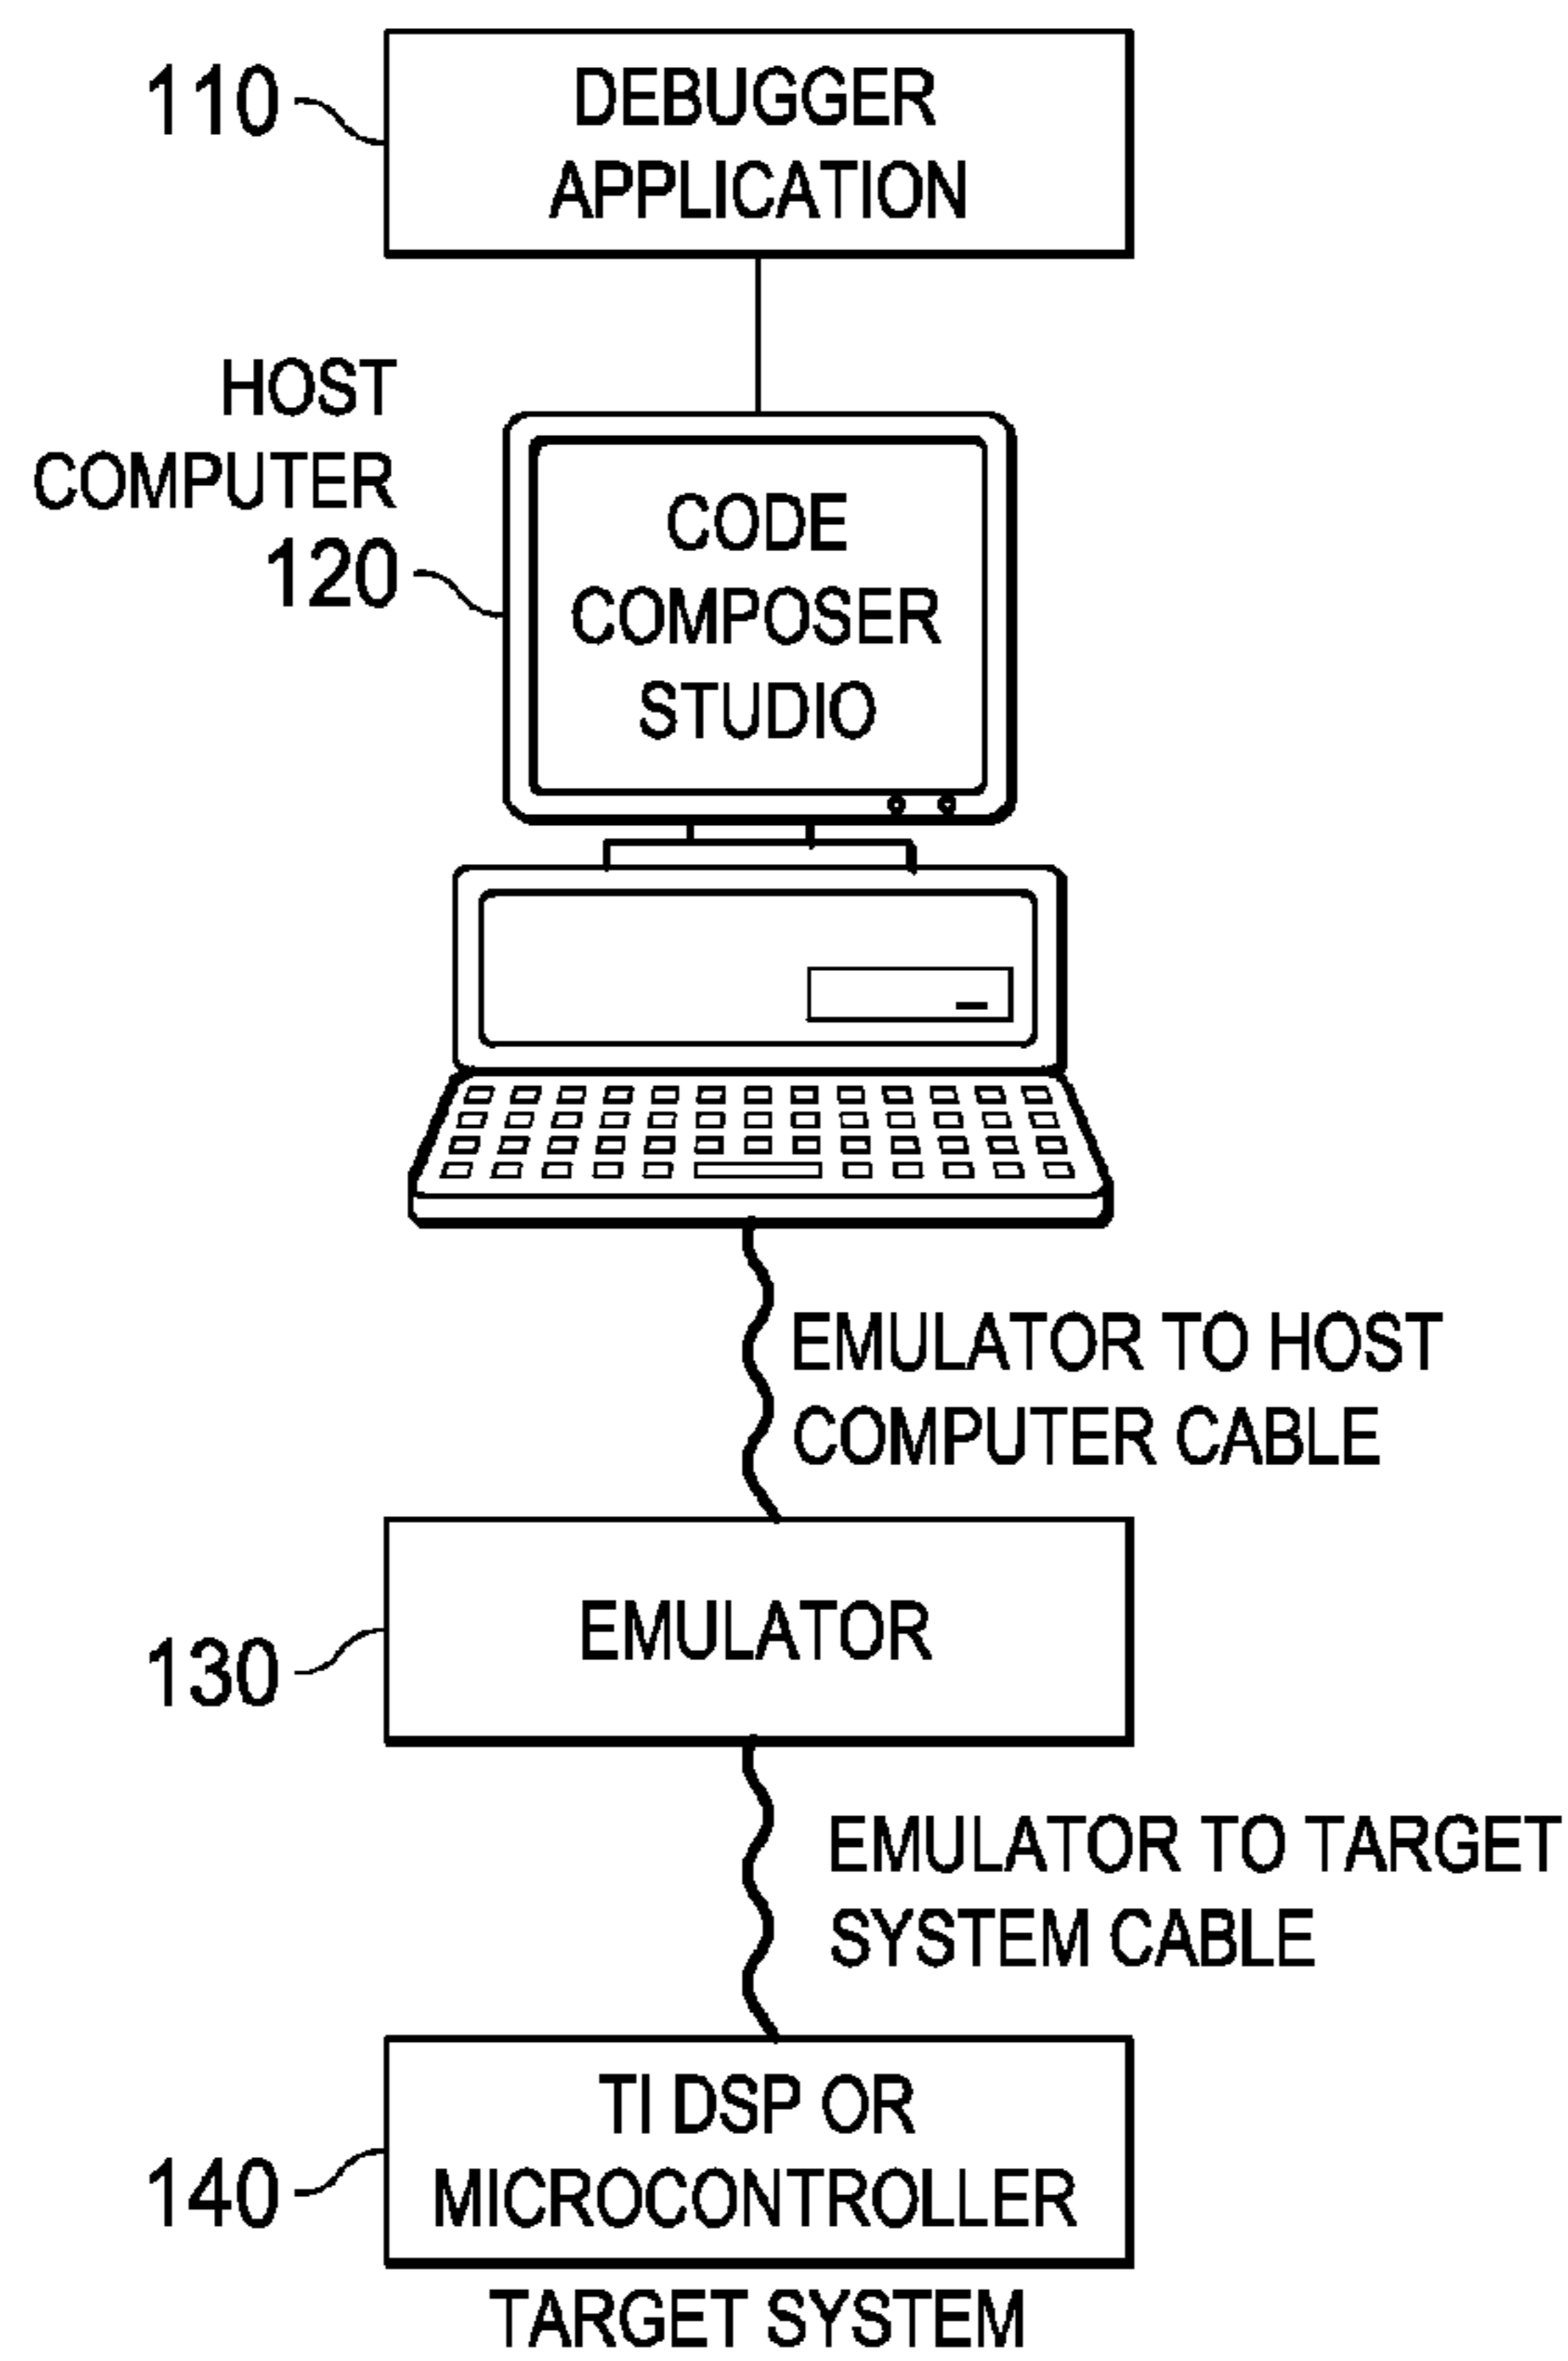 110
DEBUGGER
APPLICATION
HOST
COMPUTER
120
CODE
COMPOSER
STUDIO
EMULATOR TO HOST
COMPUTER CABLE
130
EMULATOR
EMULATOR TO TARGET
SYSTEM CABLE
140
TI DSP OR
MICROCONTROLLER
TARGET SYSTEM